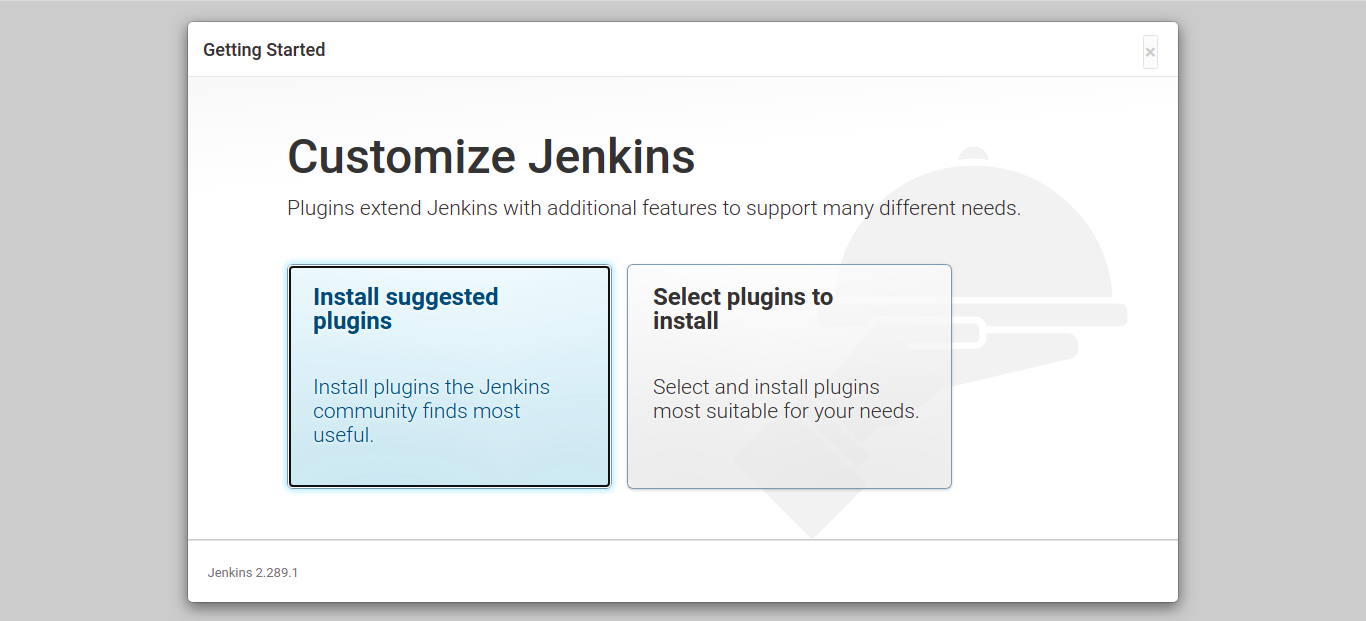 Getting Started
×
Customize Jenkins
Plugins extend Jenkins with additional features to support many different needs.
Install suggested
plugins
Install plugins the Jenkins
community finds most
useful.
Select plugins to
install
Select and install plugins
most suitable for your needs.
Jenkins 2.289.1